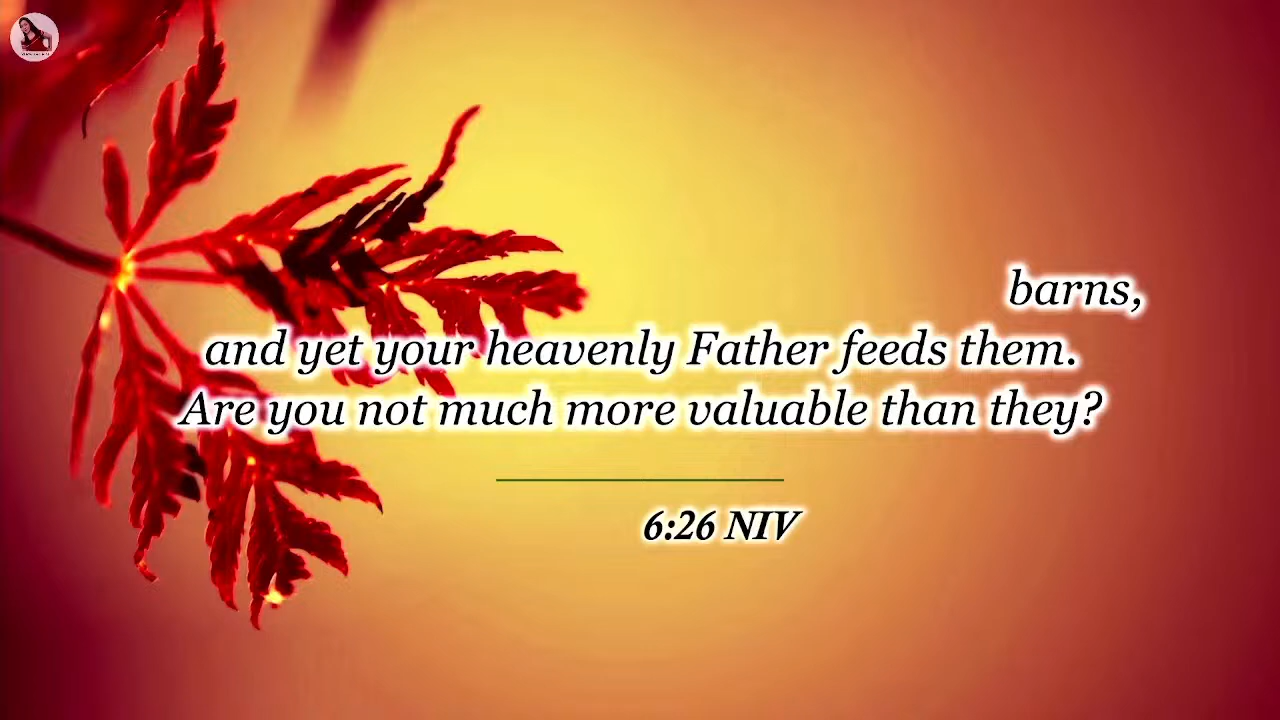 barns,
and yet your heavenly Father feeds them.
Are you not much more valuable than they?
6:26 NIV